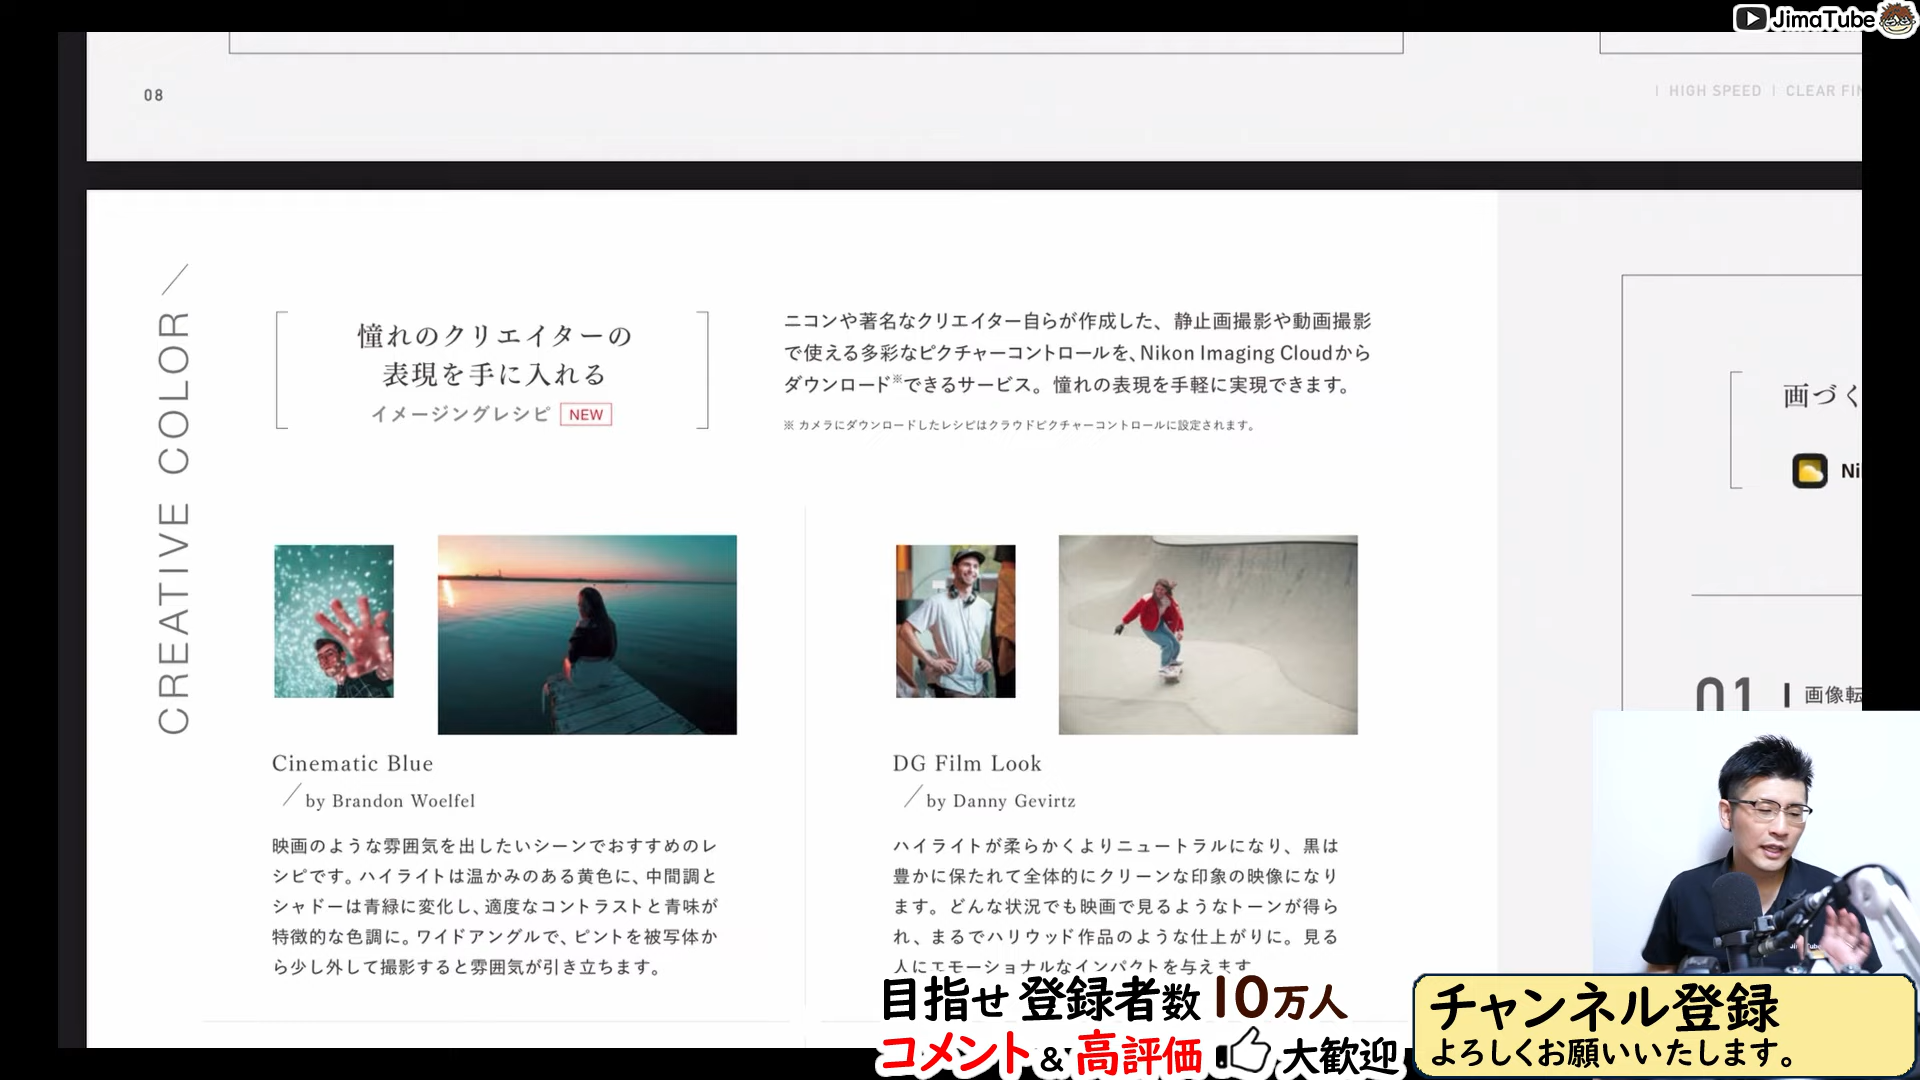 JimaTube
08
| HIGH SPEED | CLEAR FIN
CREATIVE COLOR /
憧れのクリエイターの
表現を手に入れる
イメージングレシピ NEW
ニコンや著名なクリエイター自らが作成した、静止画撮影や動画撮影
で使える多彩なピクチャーコントロールを、Nikon Imaging Cloudから
ダウンロード※できるサービス。憧れの表現を手軽に実現できます。
※ カメラにダウンロードしたレシピはクラウドピクチャーコントロールに設定されます。
画づく
Ni
01 | 画像転
Cinematic Blue
/ by Brandon Woelfel
映画のような雰囲気を出したいシーンでおすすめのレ
シピです。ハイライトは温かみのある黄色に、中間調と
シャドーは青緑に変化し、適度なコントラストと青味が
特徴的な色調に。ワイドアングルで、ピントを被写体か
ら少し外して撮影すると雰囲気が引き立ちます。
DG Film Look
/ by Danny Gevirtz
ハイライトが柔らかくよりニュートラルになり、黒は
豊かに保たれて全体的にクリーンな印象の映像になり
ます。どんな状況でも映画で見るようなトーンが得ら
れ、まるでハリウッド作品のような仕上がりに。見る
人にエモーショナルなインパクトを与えます
目指せ 登録者数10万人
コメント&高評価 大歓迎
チャンネル登録
よろしくお願いいたします。